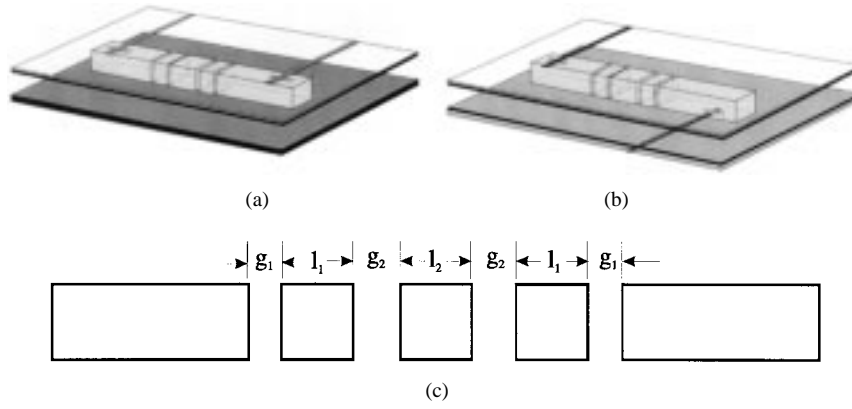 (a) (b)
g₁ l₁ g₂ l₂ g₂ l₁ g₁
(c)